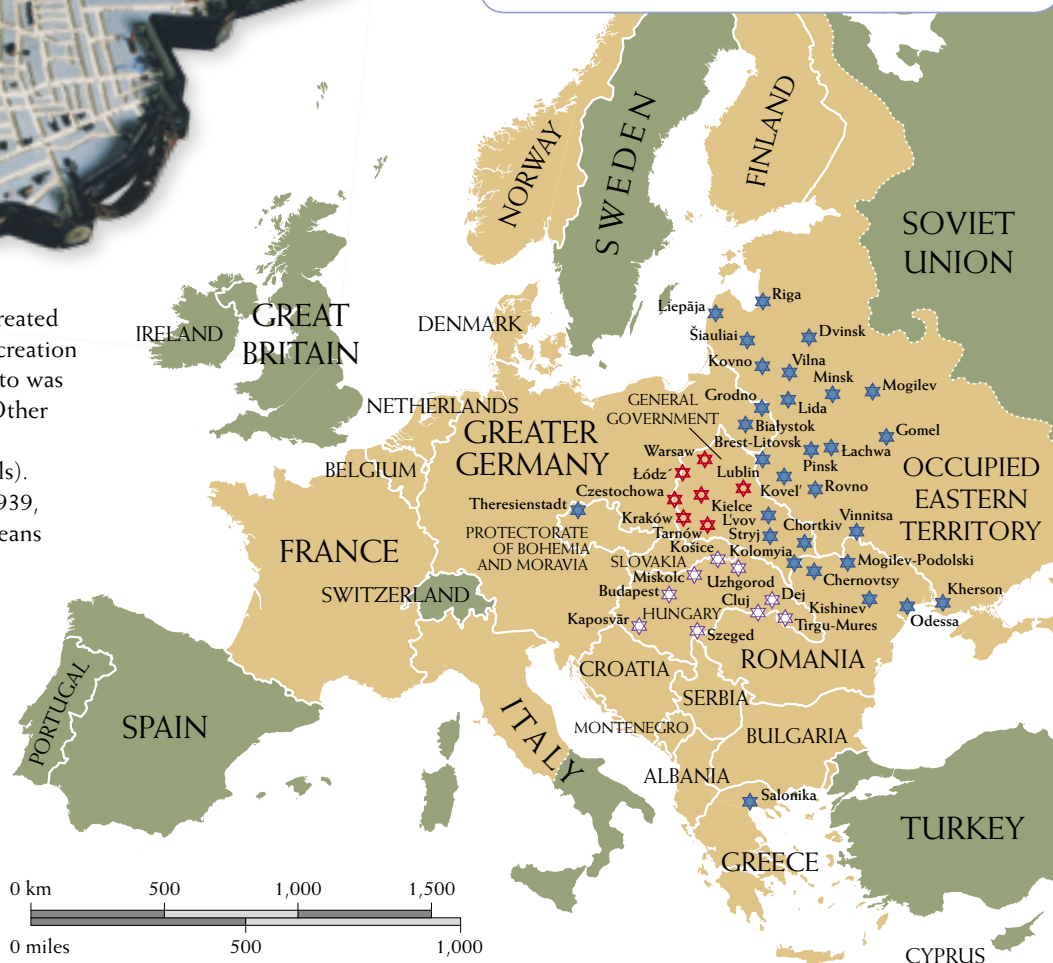 reated
creation
to was
Other
ls).
939,
eans
NORWAY
SWEDEN
FINLAND
SOVIET
UNION
IRELAND
GREAT
BRITAIN
DENMARK
Liepãja
Riga
Šiauliai
Dvinsk
Kovno
Vilna
Minsk
Mogilev
NETHERLANDS
GENERAL
GOVERNMENT
Grodno
Lida
Białystok
Gomel
GREATER
GERMANY
Brest-Litovsk
Łachwa
Warsaw
Pinsk
BELGIUM
Łódz´
Lublin
Kovel'
Rovno
OCCUPIED
EASTERN
TERRITORY
Czestochowa
Kielce
Theresienstadt
Kraków
L'vov
Chortkiv
Vinnitsa
Tarnów
Stryj
PROTECTORATE
OF BOHEMIA
AND MORAVIA
Košice
Kolomyia
FRANCE
SLOVAKIA
Mogilev-Podolski
Miskolc
Uzhgorod
Chernovtsy
SWITZERLAND
Budapest
Cluj
Dej
Kishinev
Kherson
Odessa
HUNGARY
Kaposvãr
Tirgu-Mures
Szeged
CROATIA
ROMANIA
SERBIA
PORTUGAL
SPAIN
ITALY
MONTENEGRO
BULGARIA
ALBANIA
Salonika
TURKEY
GREECE
0 km 500 1,000 1,500
0 miles 500 1,000
CYPRUS